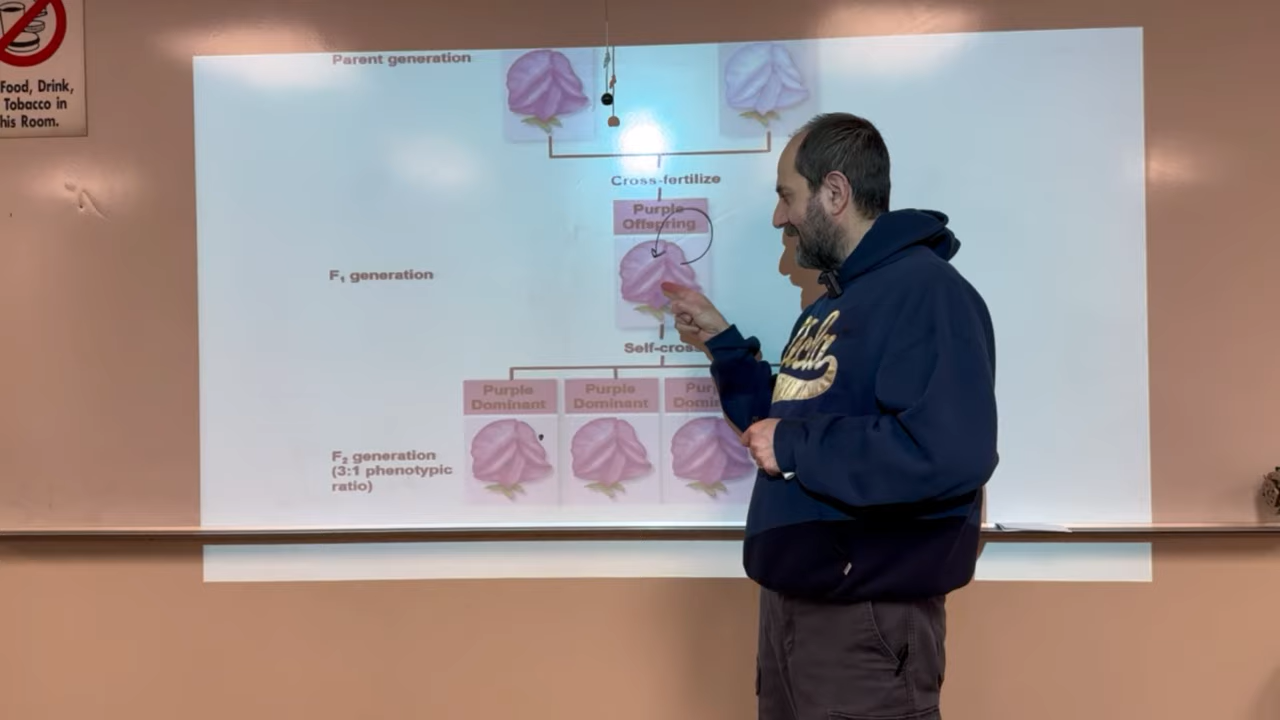 Food, Drink,
Tobacco in
his Room.
Parent generation
Cross-fertilize
Purple
Offspring
F₁ generation
Self-cross
Purple
Dominant
Purple
Dominant
F₂ generation
(3:1 phenotypic
ratio)